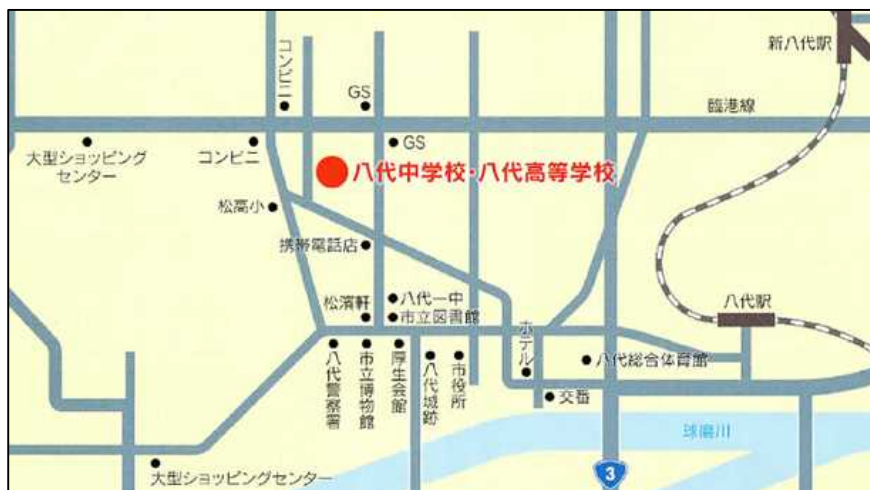 新八代駅
コンビニ
GS
臨港線
大型ショッピング
センター
コンビニ
GS
八代中学校・八代高等学校
松高小
携帯電話店
八代一中
松濱軒
市立図書館
八代駅
ホテル
八代総合体育館
八代警察署
市立博物館
厚生会館
八代城跡
市役所
交番
球磨川
大型ショッピングセンター
3